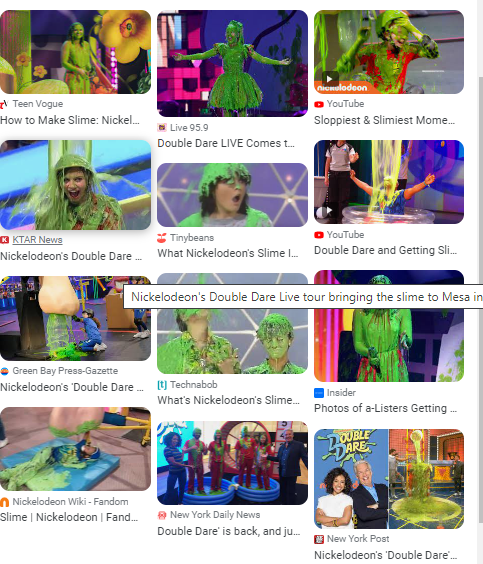 Teen Vogue
How to Make Slime: Nickel...
KTAR News
Nickelodeon's Double Dare ...
Green Bay Press-Gazette
Nickelodeon's 'Double Dare ...
Nickelodeon Wiki - Fandom
Slime | Nickelodeon | Fand...
Live 95.9
Double Dare LIVE Comes t...
Tinybeans
What Nickelodeon's Slime I...
Nickelodeon's Double Dare Live tour bringing the slime to Mesa in
Technabob
What's Nickelodeon's Slime...
New York Daily News
Double Dare' is back, and ju...
nickelodeon
YouTube
Sloppiest & Slimiest Mome...
YouTube
Double Dare and Getting Sli...
Insider
Photos of a-Listers Getting ...
DOUBLE
DARE
New York Post
Nickelodeon's 'Double Dare'...